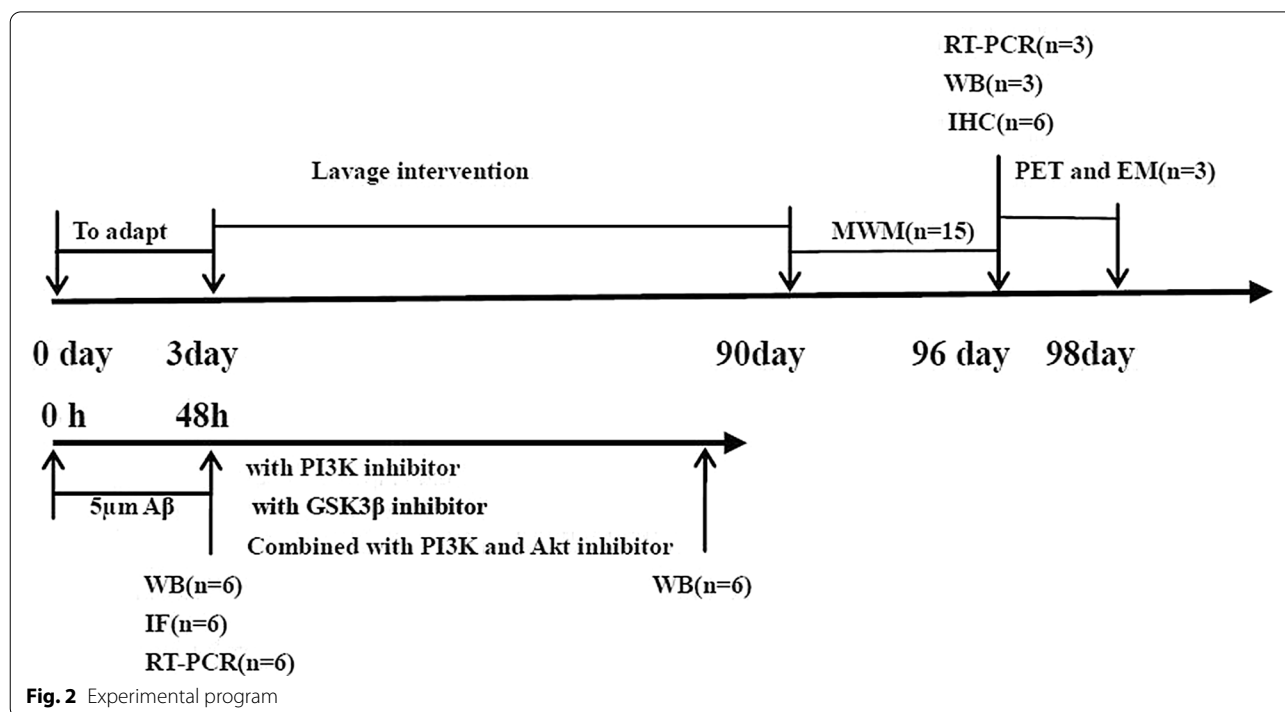 RT-PCR(n=3)
WB(n=3)
IHC(n=6)
Lavage intervention
PET and EM(n=3)
To adapt
MWM(n=15)
0 day 3day 90day 96 day 98day
0 h 48h
with PI3K inhibitor
5μm Aβ with GSK3β inhibitor
Combined with PI3K and Akt inhibitor
WB(n=6) WB(n=6)
IF(n=6)
RT-PCR(n=6)
Fig. 2 Experimental program